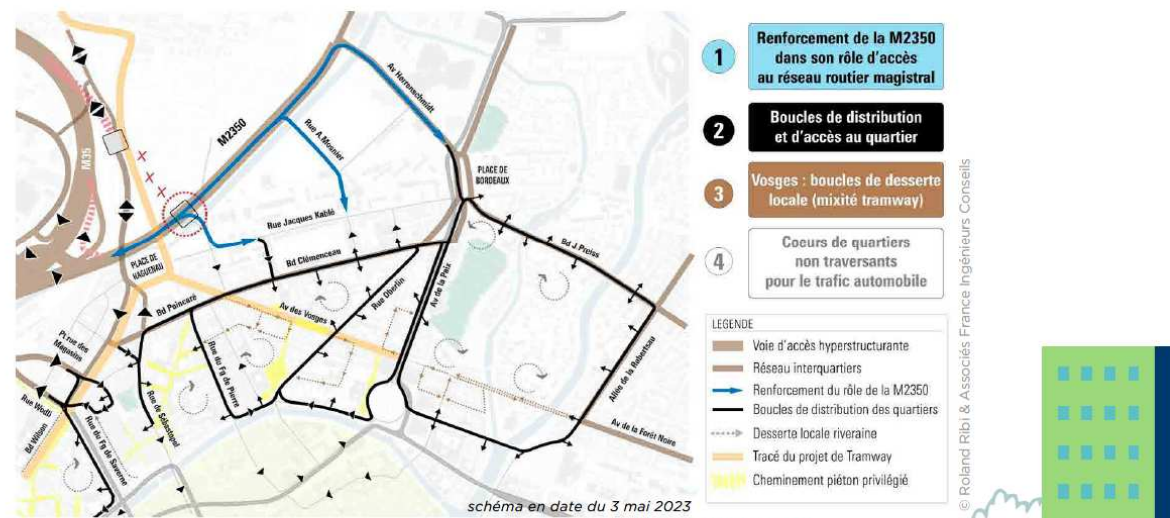 M35
M2350
Av Herrenschmidt
Rue A.Mounier
PLACE DE
BORDEAUX
Rue Jacques Kablé
PLACE DE
HAGUENAU
Bd Clémenceau
Bd J.Preiss
Bd Poincaré
Av des Vosges
Rue Oberlin
Av de la Paix
Pt rue des
Magasins
Rue du Fg de Pierre
Rue de Sébastopol
Allée de la Robertsau
Rue Wodli
Bd Wilson
Rue du Fg de Saverne
Av de la Forêt Noire
schéma en date du 3 mai 2023
1
Renforcement de la M2350
dans son rôle d'accès
au réseau routier magistral
2
Boucles de distribution
et d'accès au quartier
3
Vosges : boucles de desserte
locale (mixité tramway)
4
Coeurs de quartiers
non traversants
pour le trafic automobile
LEGENDE
Voie d'accès hyperstructurante
Réseau interquartiers
Renforcement du rôle de la M2350
Boucles de distribution des quartiers
Desserte locale riveraine
Tracé du projet de Tramway
Cheminement piéton privilégié
© Roland Ribi & Associés France Ingénieurs Conseils